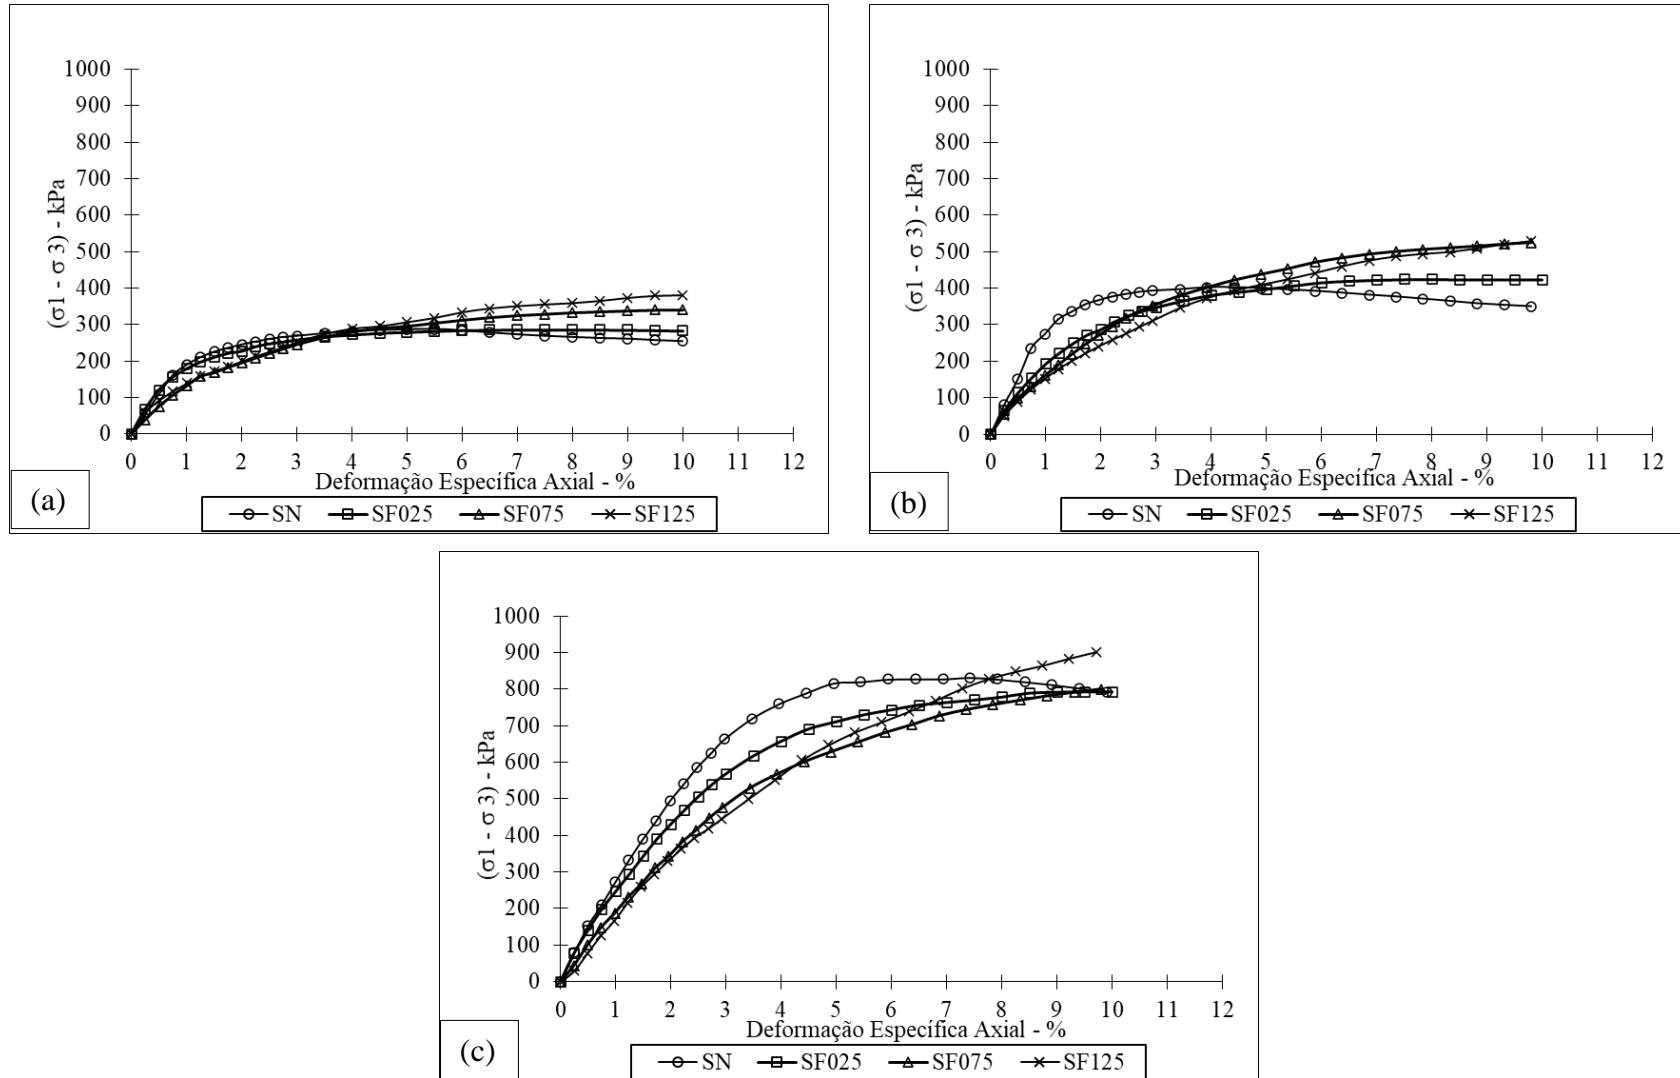 1000
900
800
700
600
500
400
300
200
100
0
(σ1 - σ 3) - kPa
0 1 2 3 4 5 6 7 8 9 10 11 12
Deformação Específica Axial - %
(a)
SN SF025 SF075 SF125
1000
900
800
700
600
500
400
300
200
100
0
(σ1 - σ 3) - kPa
0 1 2 3 4 5 6 7 8 9 10 11 12
Deformação Específica Axial - %
(b)
SN SF025 SF075 SF125
1000
900
800
700
600
500
400
300
200
100
0
(σ1 - σ 3) - kPa
0 1 2 3 4 5 6 7 8 9 10 11 12
Deformação Específica Axial - %
(c)
SN SF025 SF075 SF125